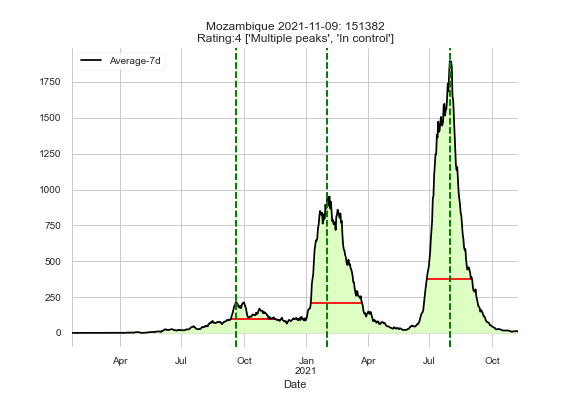 Mozambique 2021-11-09: 151382
Rating:4 ['Multiple peaks', 'In control']
Average-7d
1750
1500
1250
1000
750
500
250
0
Apr
Jul
Oct
Jan
2021
Apr
Jul
Oct
Date